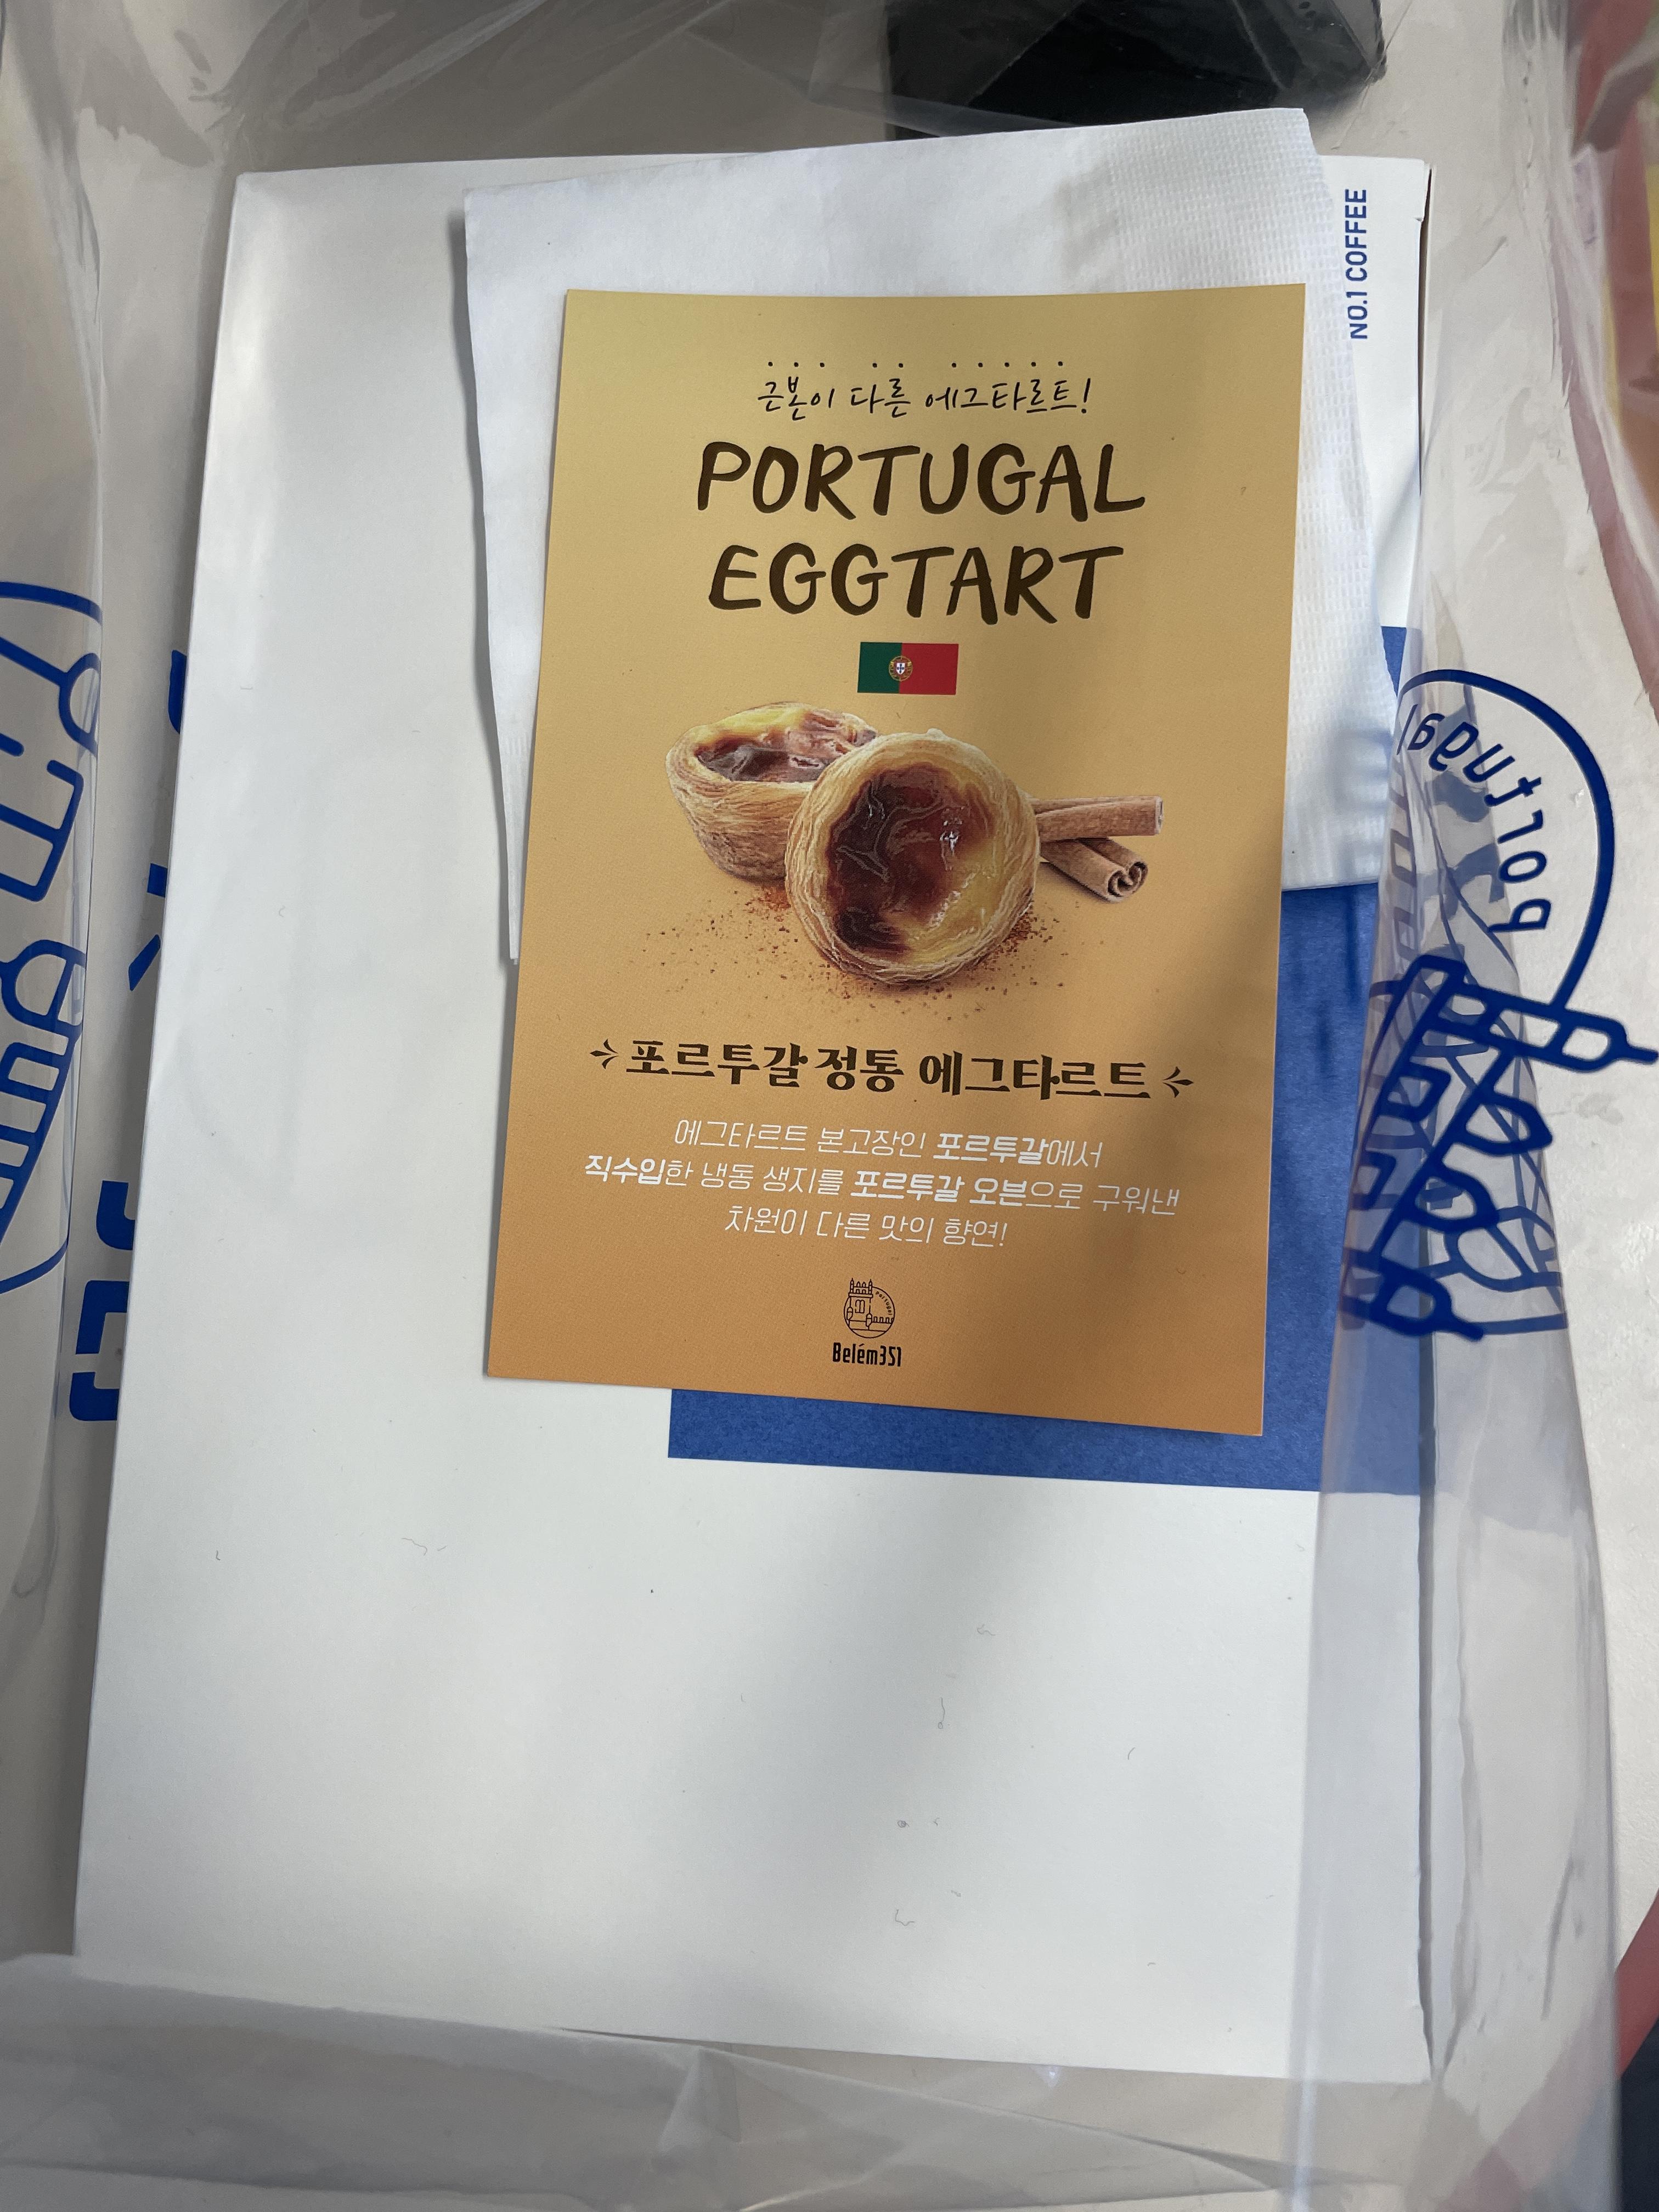 NO.1 COFFEE
근본이 다른 에그타르트!
PORTUGAL
EGGTART
포르투갈 정통 에그타르트
에그타르트 본고장인 포르투갈에서
직수입한 냉동 생지를 포르투갈 오븐으로 구워낸
차원이 다른 맛의 향연!
Portugal
Belém351
Portugal